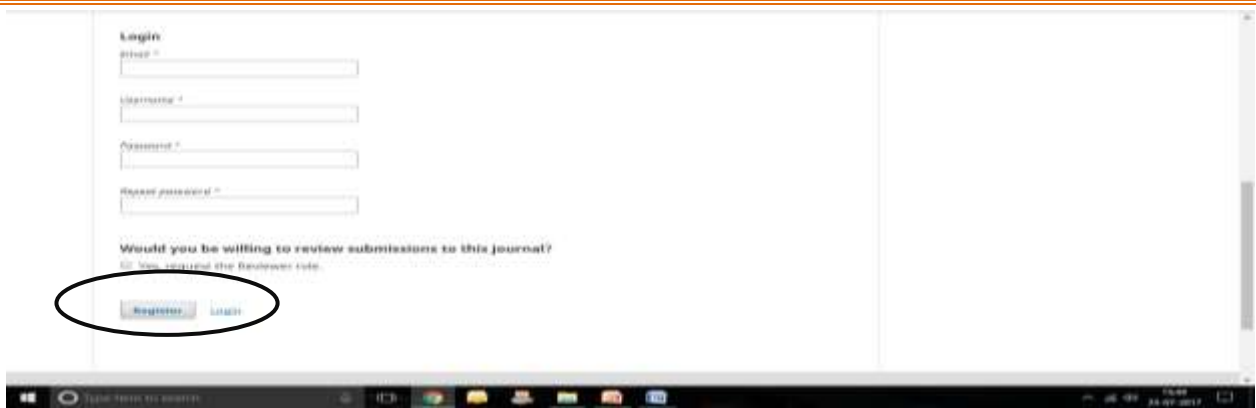 Login
Email *
Username *
Password *
Repeat password *
Would you be willing to review submissions to this journal?
Yes, request the Reviewer role.
Register Login
Type here to search